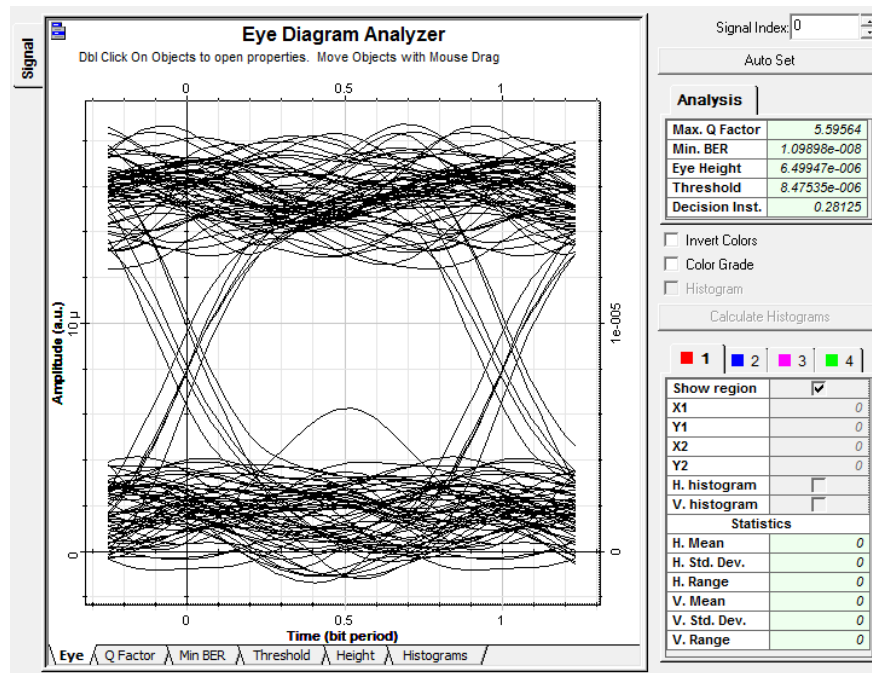 Signal
Eye Diagram Analyzer
Dbl Click On Objects to open properties. Move Objects with Mouse Drag
0 0.5 1
Amplitude (a.u.)
10 µ
0
1e-005
0
0 0.5 1
Time (bit period)
Eye Q Factor Min BER Threshold Height Histograms
Signal Index: 0
Auto Set
Analysis
Max. Q Factor 5.59564
Min. BER 1.09898e-008
Eye Height 6.49947e-006
Threshold 8.47535e-006
Decision Inst. 0.28125
Invert Colors
Color Grade
Histogram
Calculate Histograms
1 2 3 4
Show region
X1 0
Y1 0
X2 0
Y2 0
H. histogram
V. histogram
Statistics
H. Mean 0
H. Std. Dev. 0
H. Range 0
V. Mean 0
V. Std. Dev. 0
V. Range 0